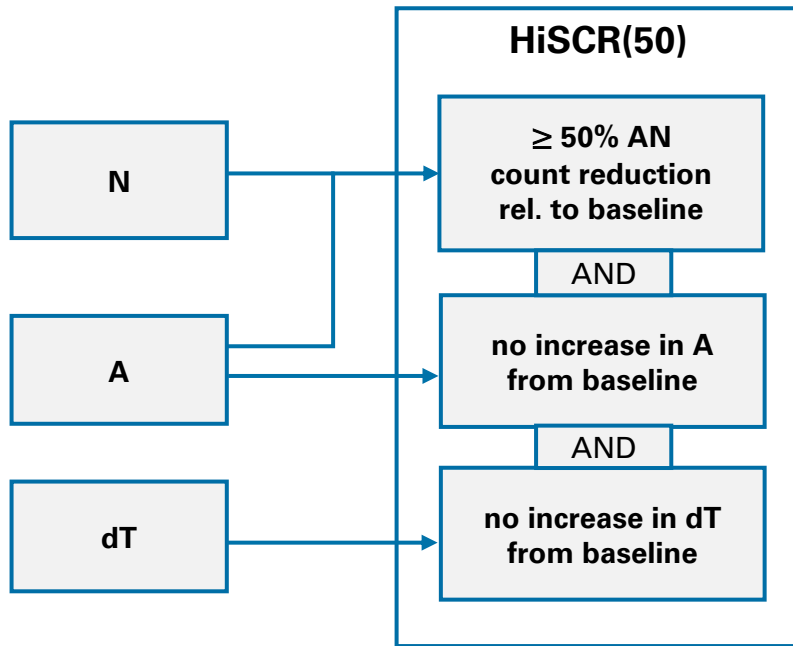 HiSCR(50)
N
≥ 50% AN
count reduction
rel. to baseline
AND
A
no increase in A
from baseline
AND
dT
no increase in dT
from baseline